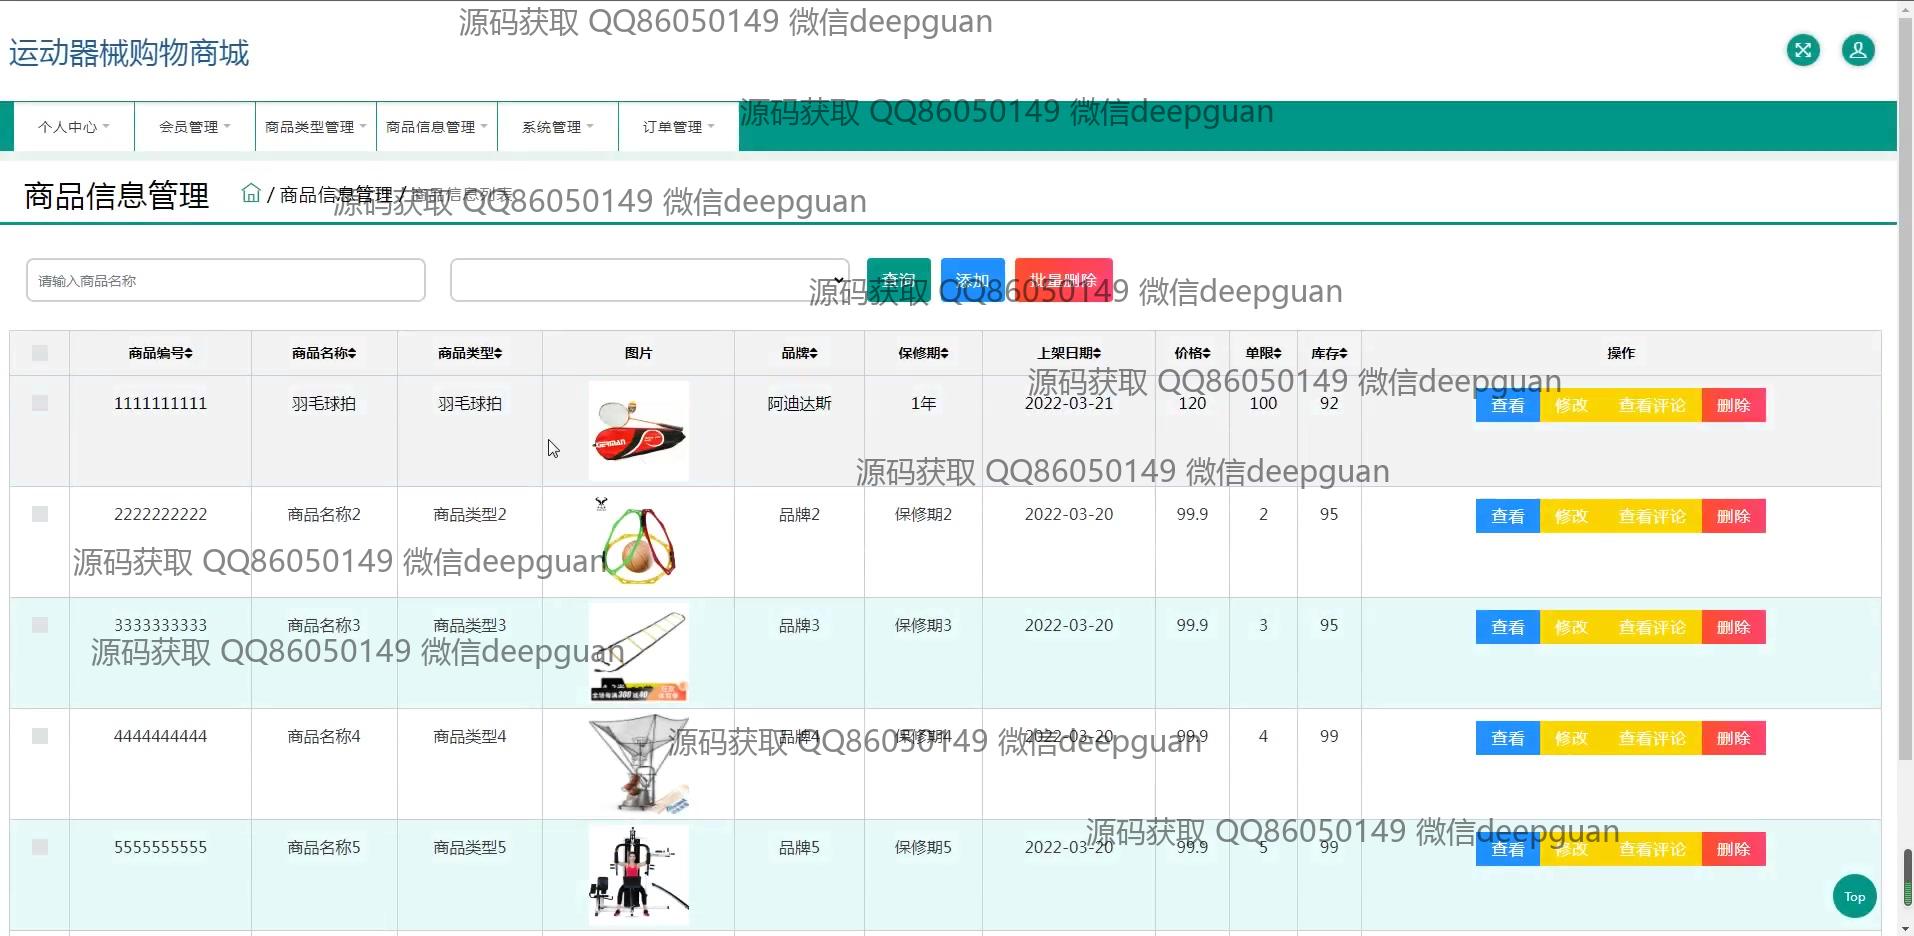 源码获取 QQ86050149 微信deepguan
运动器械购物商城
源码获取 QQ86050149 微信deepguan
个人中心 会员管理 商品类型管理 商品信息管理 系统管理 订单管理
商品信息管理 / 商品信息管理 / 商品信息列表
源码获取 QQ86050149 微信deepguan
请输入商品名称 查询 添加 批量删除
源码获取 QQ86050149 微信deepguan
商品编号 商品名称 商品类型 图片 品牌 保修期 上架日期 价格 单限 库存 操作
源码获取 QQ86050149 微信deepguan
1111111111 羽毛球拍 羽毛球拍 阿迪达斯 1年 2022-03-21 120 100 92 查看 修改 查看评论 删除
GERMAN
源码获取 QQ86050149 微信deepguan
2222222222 商品名称2 商品类型2 品牌2 保修期2 2022-03-20 99.9 2 95 查看 修改 查看评论 删除
源码获取 QQ86050149 微信deepguan
3333333333 商品名称3 商品类型3 品牌3 保修期3 2022-03-20 99.9 3 95 查看 修改 查看评论 删除
源码获取 QQ86050149 微信deepguan
4444444444 商品名称4 商品类型4 品牌4 保修期4 2022-03-20 99.9 4 99 查看 修改 查看评论 删除
源码获取 QQ86050149 微信deepguan
源码获取 QQ86050149 微信deepguan
5555555555 商品名称5 商品类型5 品牌5 保修期5 2022-03-20 99.9 5 99 查看 修改 查看评论 删除
Top